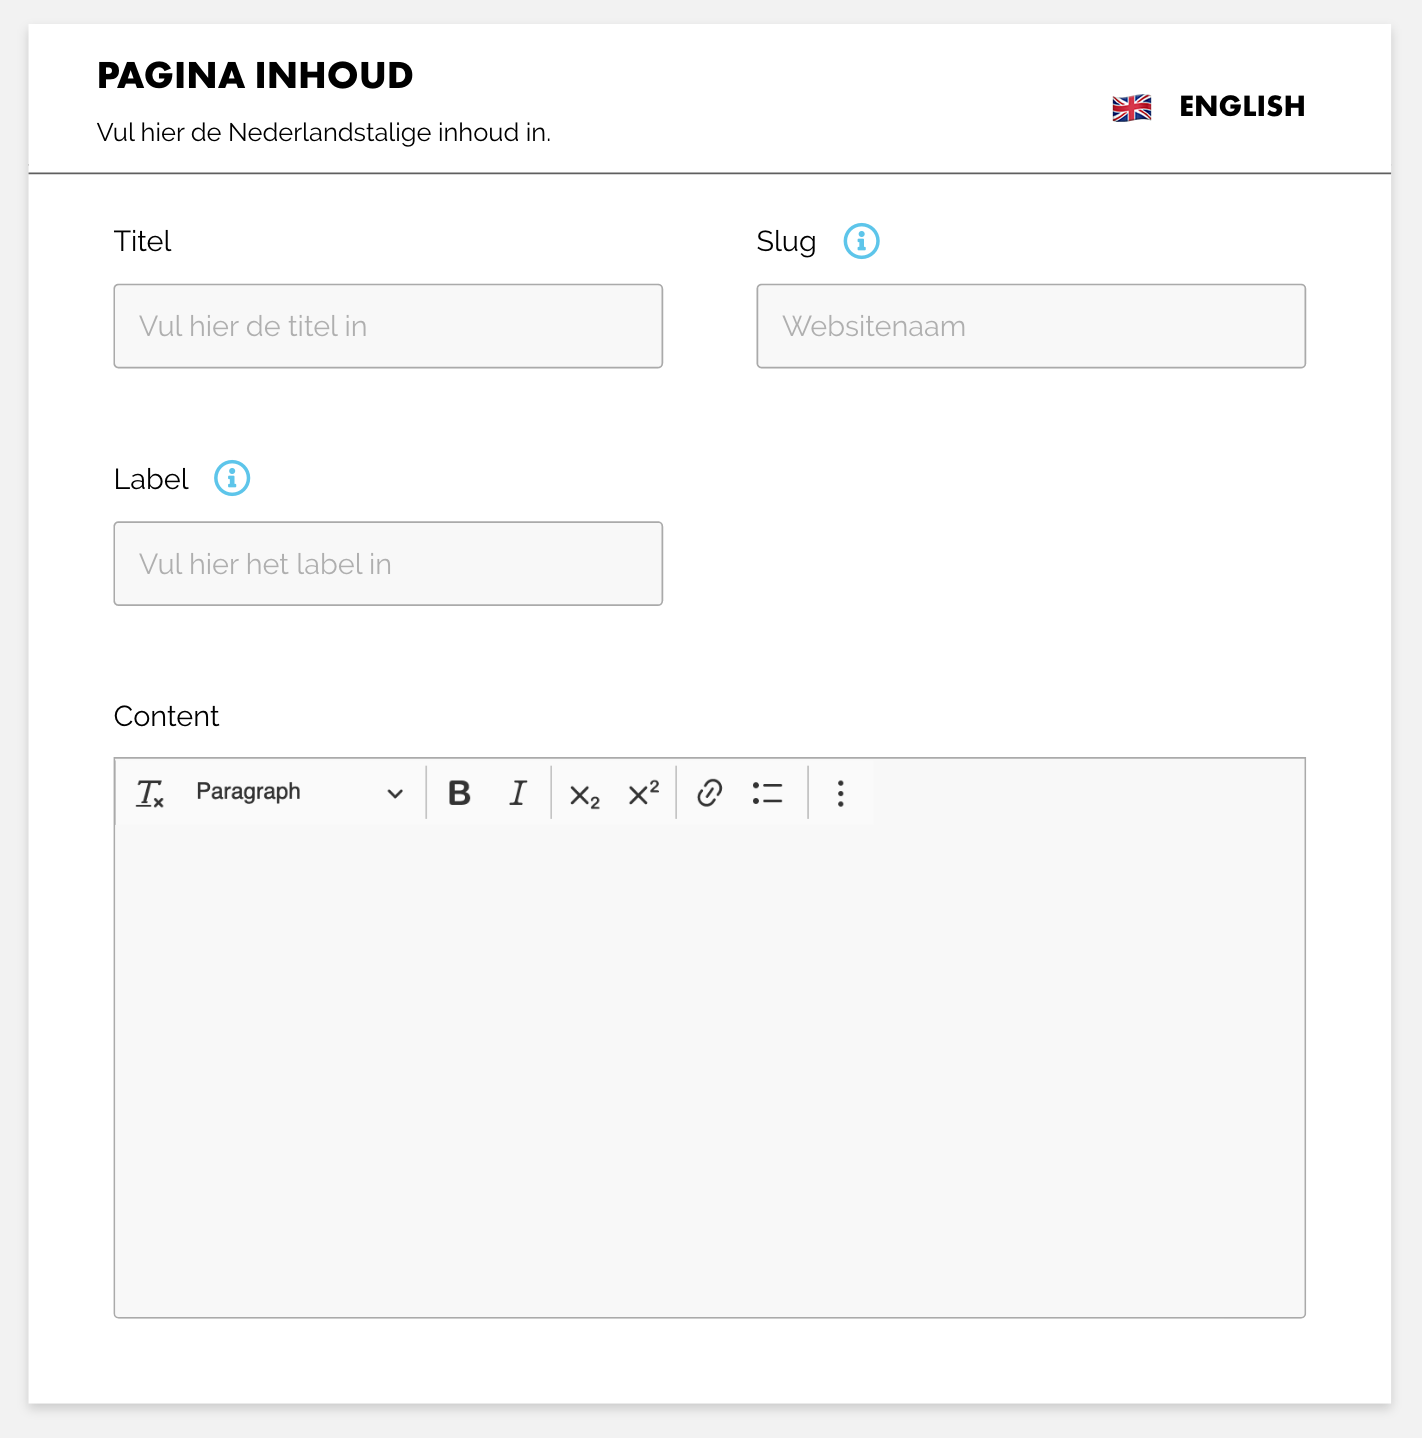 PAGINA INHOUD
Vul hier de Nederlandstalige inhoud in.
ENGLISH
Titel
Slug
Vul hier de titel in
Websitenaam
Label
Vul hier het label in
Content
Paragraph